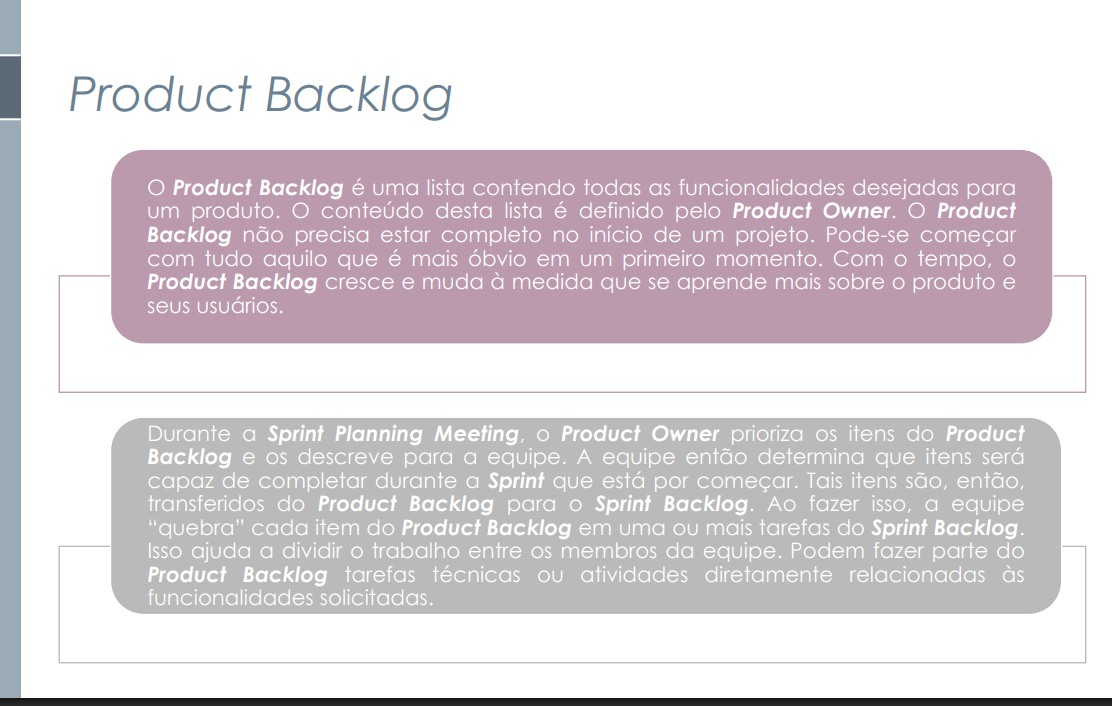 Product Backlog
O Product Backlog é uma lista contendo todas as funcionalidades desejadas para
um produto. O conteúdo desta lista é definido pelo Product Owner. O Product
Backlog não precisa estar completo no início de um projeto. Pode-se começar
com tudo aquilo que é mais óbvio em um primeiro momento. Com o tempo, o
Product Backlog cresce e muda à medida que se aprende mais sobre o produto e
seus usuários.
Durante a Sprint Planning Meeting, o Product Owner prioriza os itens do Product
Backlog e os descreve para a equipe. A equipe então determina que itens será
capaz de completar durante a Sprint que está por começar. Tais itens são, então,
transferidos do Product Backlog para o Sprint Backlog. Ao fazer isso, a equipe
“quebra” cada item do Product Backlog em uma ou mais tarefas do Sprint Backlog.
Isso ajuda a dividir o trabalho entre os membros da equipe. Podem fazer parte do
Product Backlog tarefas técnicas ou atividades diretamente relacionadas às
funcionalidades solicitadas.